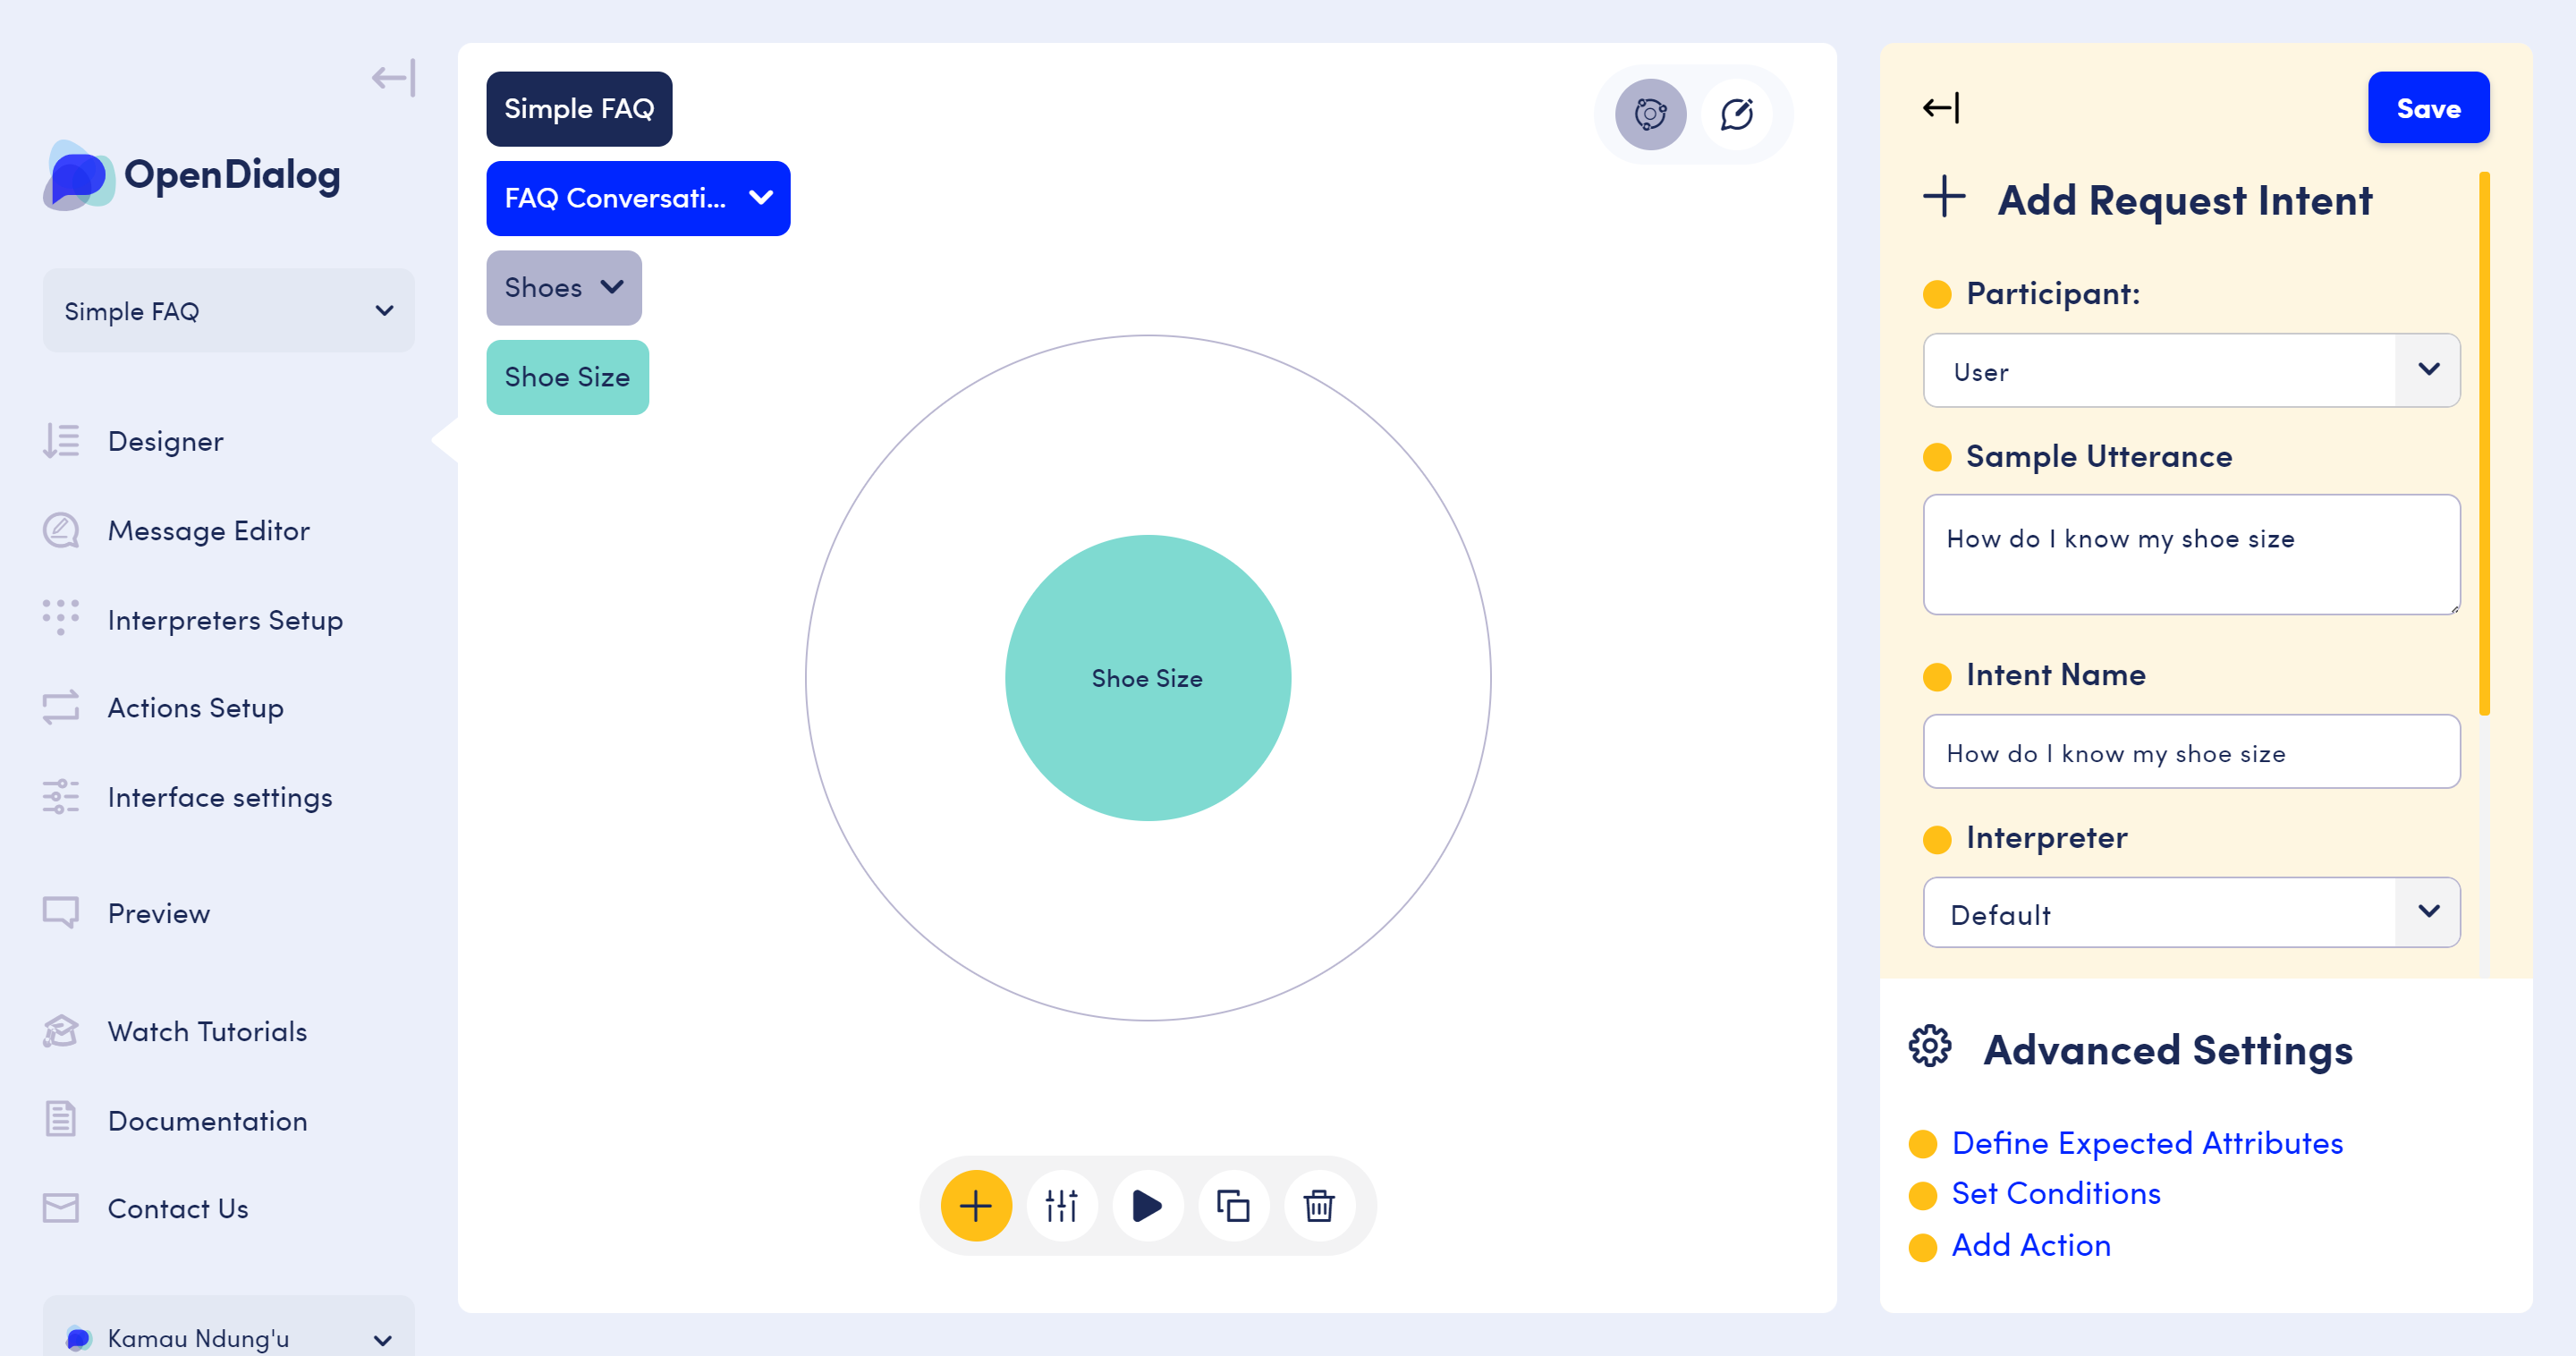 OpenDialog
Simple FAQ
Designer
Message Editor
Interpreters Setup
Actions Setup
Interface settings
Preview
Watch Tutorials
Documentation
Contact Us
Kamau Ndung'u
Simple FAQ
FAQ Conversati...
Shoes
Shoe Size
Shoe Size
Save
Add Request Intent
Participant:
User
Sample Utterance
How do I know my shoe size
Intent Name
How do I know my shoe size
Interpreter
Default
Advanced Settings
Define Expected Attributes
Set Conditions
Add Action